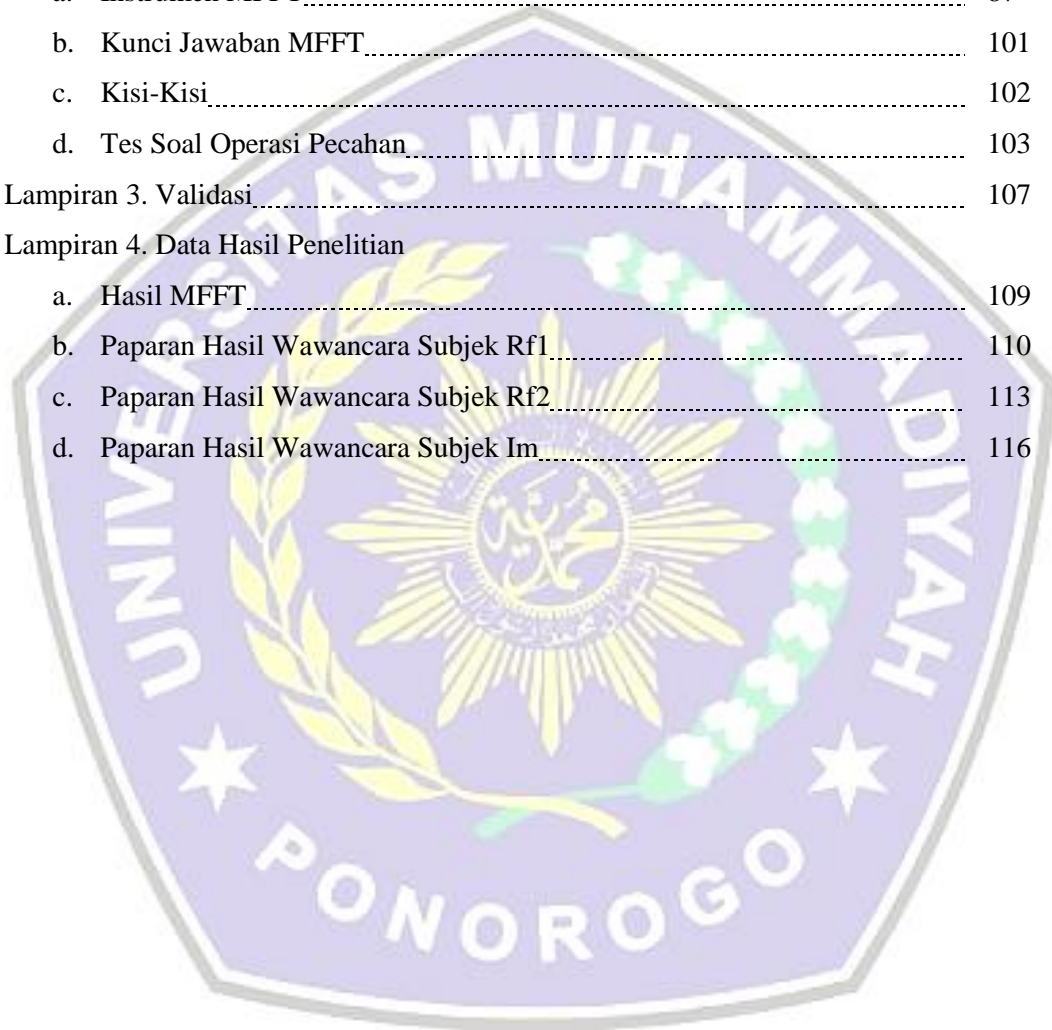 b. Kunci Jawaban MFFT 101
c. Kisi-Kisi 102
d. Tes Soal Operasi Pecahan 103
Lampiran 3. Validasi 107
Lampiran 4. Data Hasil Penelitian
a. Hasil MFFT 109
b. Paparan Hasil Wawancara Subjek Rf1 110
c. Paparan Hasil Wawancara Subjek Rf2 113
d. Paparan Hasil Wawancara Subjek Im 116
UNIVERSITAS MUHAMMADIYAH
PONOROGO